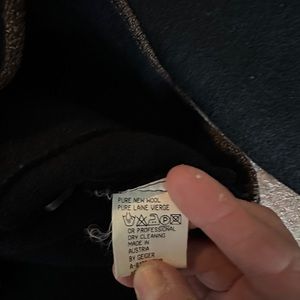 PURE NEW WOOL
PURE LAINE VIERGE
OR PROFESSIONAL
DRY CLEANING
MADE IN
AUSTRIA
BY GEIGER